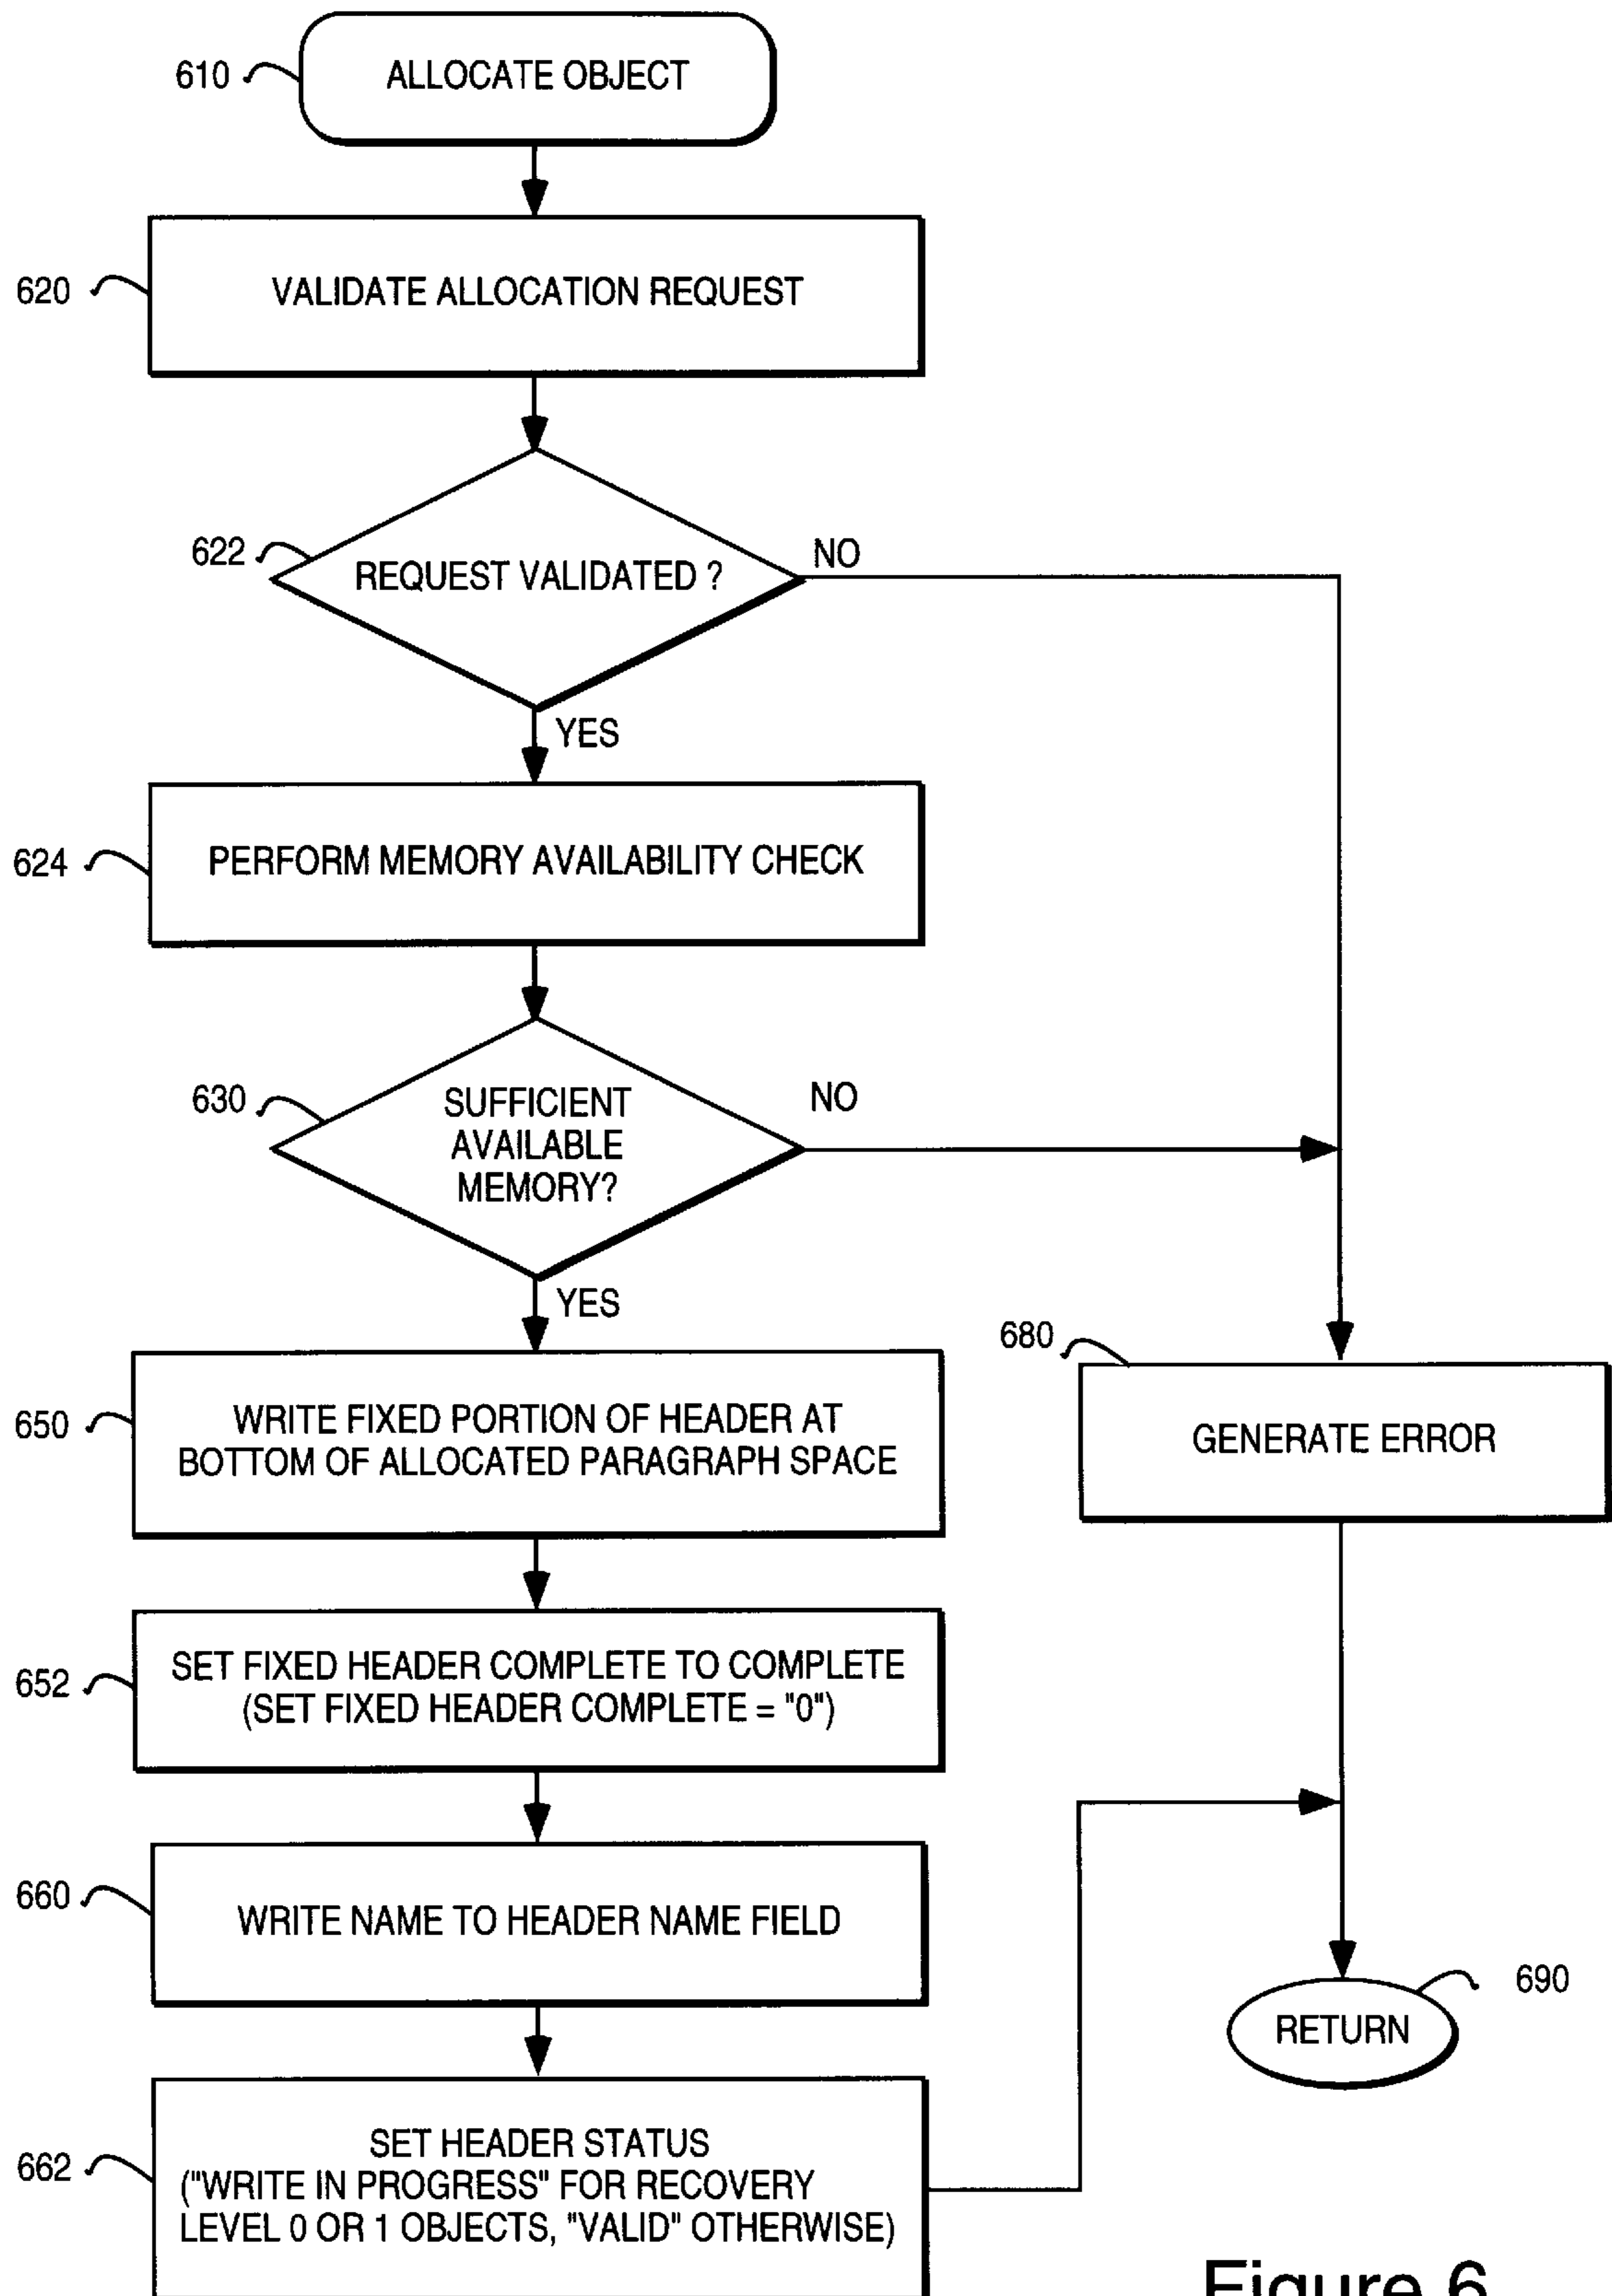 610
ALLOCATE OBJECT
620
VALIDATE ALLOCATION REQUEST
622
REQUEST VALIDATED ?
NO
YES
624
PERFORM MEMORY AVAILABILITY CHECK
630
SUFFICIENT
AVAILABLE
MEMORY?
NO
YES
650
WRITE FIXED PORTION OF HEADER AT
BOTTOM OF ALLOCATED PARAGRAPH SPACE
680
GENERATE ERROR
652
SET FIXED HEADER COMPLETE TO COMPLETE
(SET FIXED HEADER COMPLETE = "0")
660
WRITE NAME TO HEADER NAME FIELD
690
RETURN
662
SET HEADER STATUS
("WRITE IN PROGRESS" FOR RECOVERY
LEVEL 0 OR 1 OBJECTS, "VALID" OTHERWISE)
Figure 6